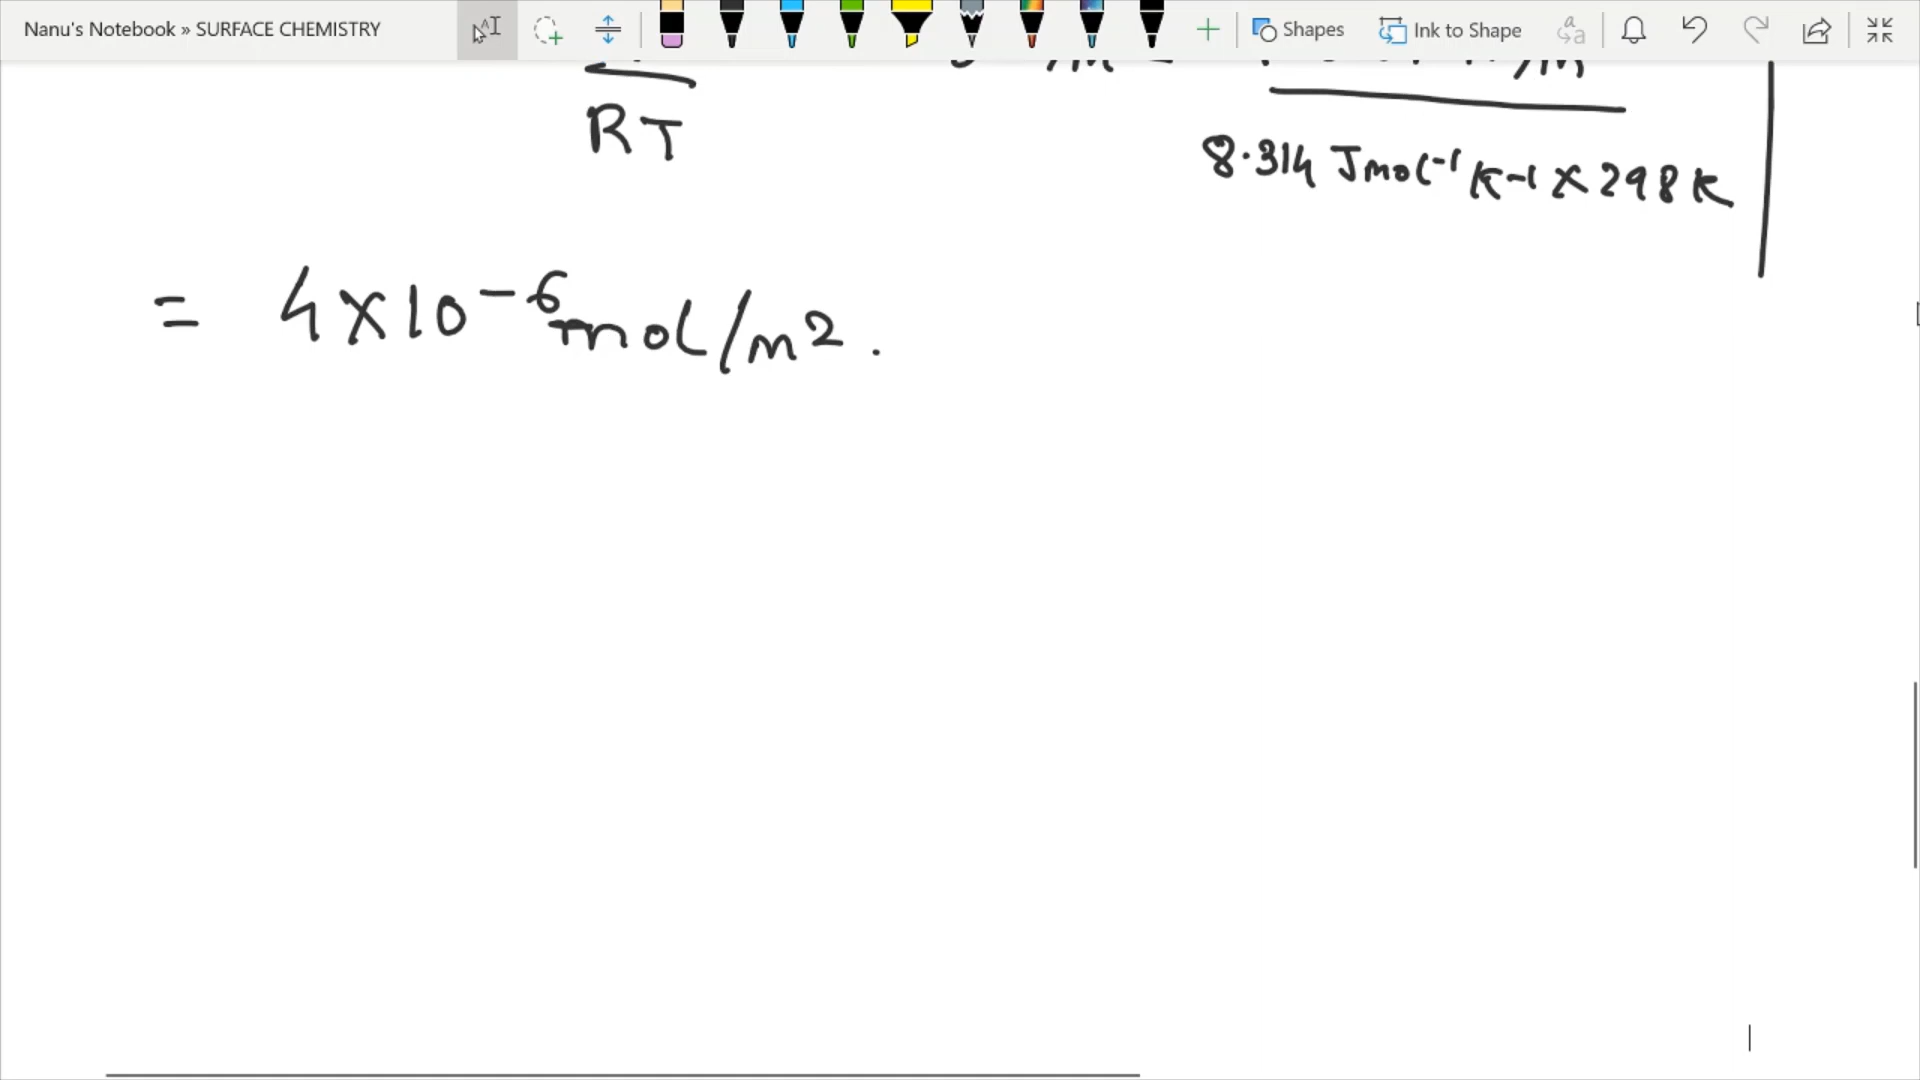 Nanu's Notebook » SURFACE CHEMISTRY
Shapes
Ink to Shape
RT
8.314 Jmol-1 K-1 × 298 K
= 4×10-6 mol/m2.